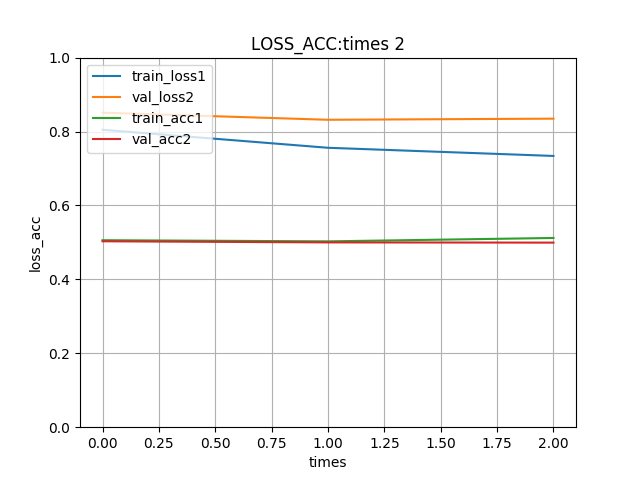 LOSS_ACC:times 2
1.0
0.8
0.6
0.4
0.2
0.0
loss_acc
train_loss1
val_loss2
train_acc1
val_acc2
0.00 0.25 0.50 0.75 1.00 1.25 1.50 1.75 2.00
times